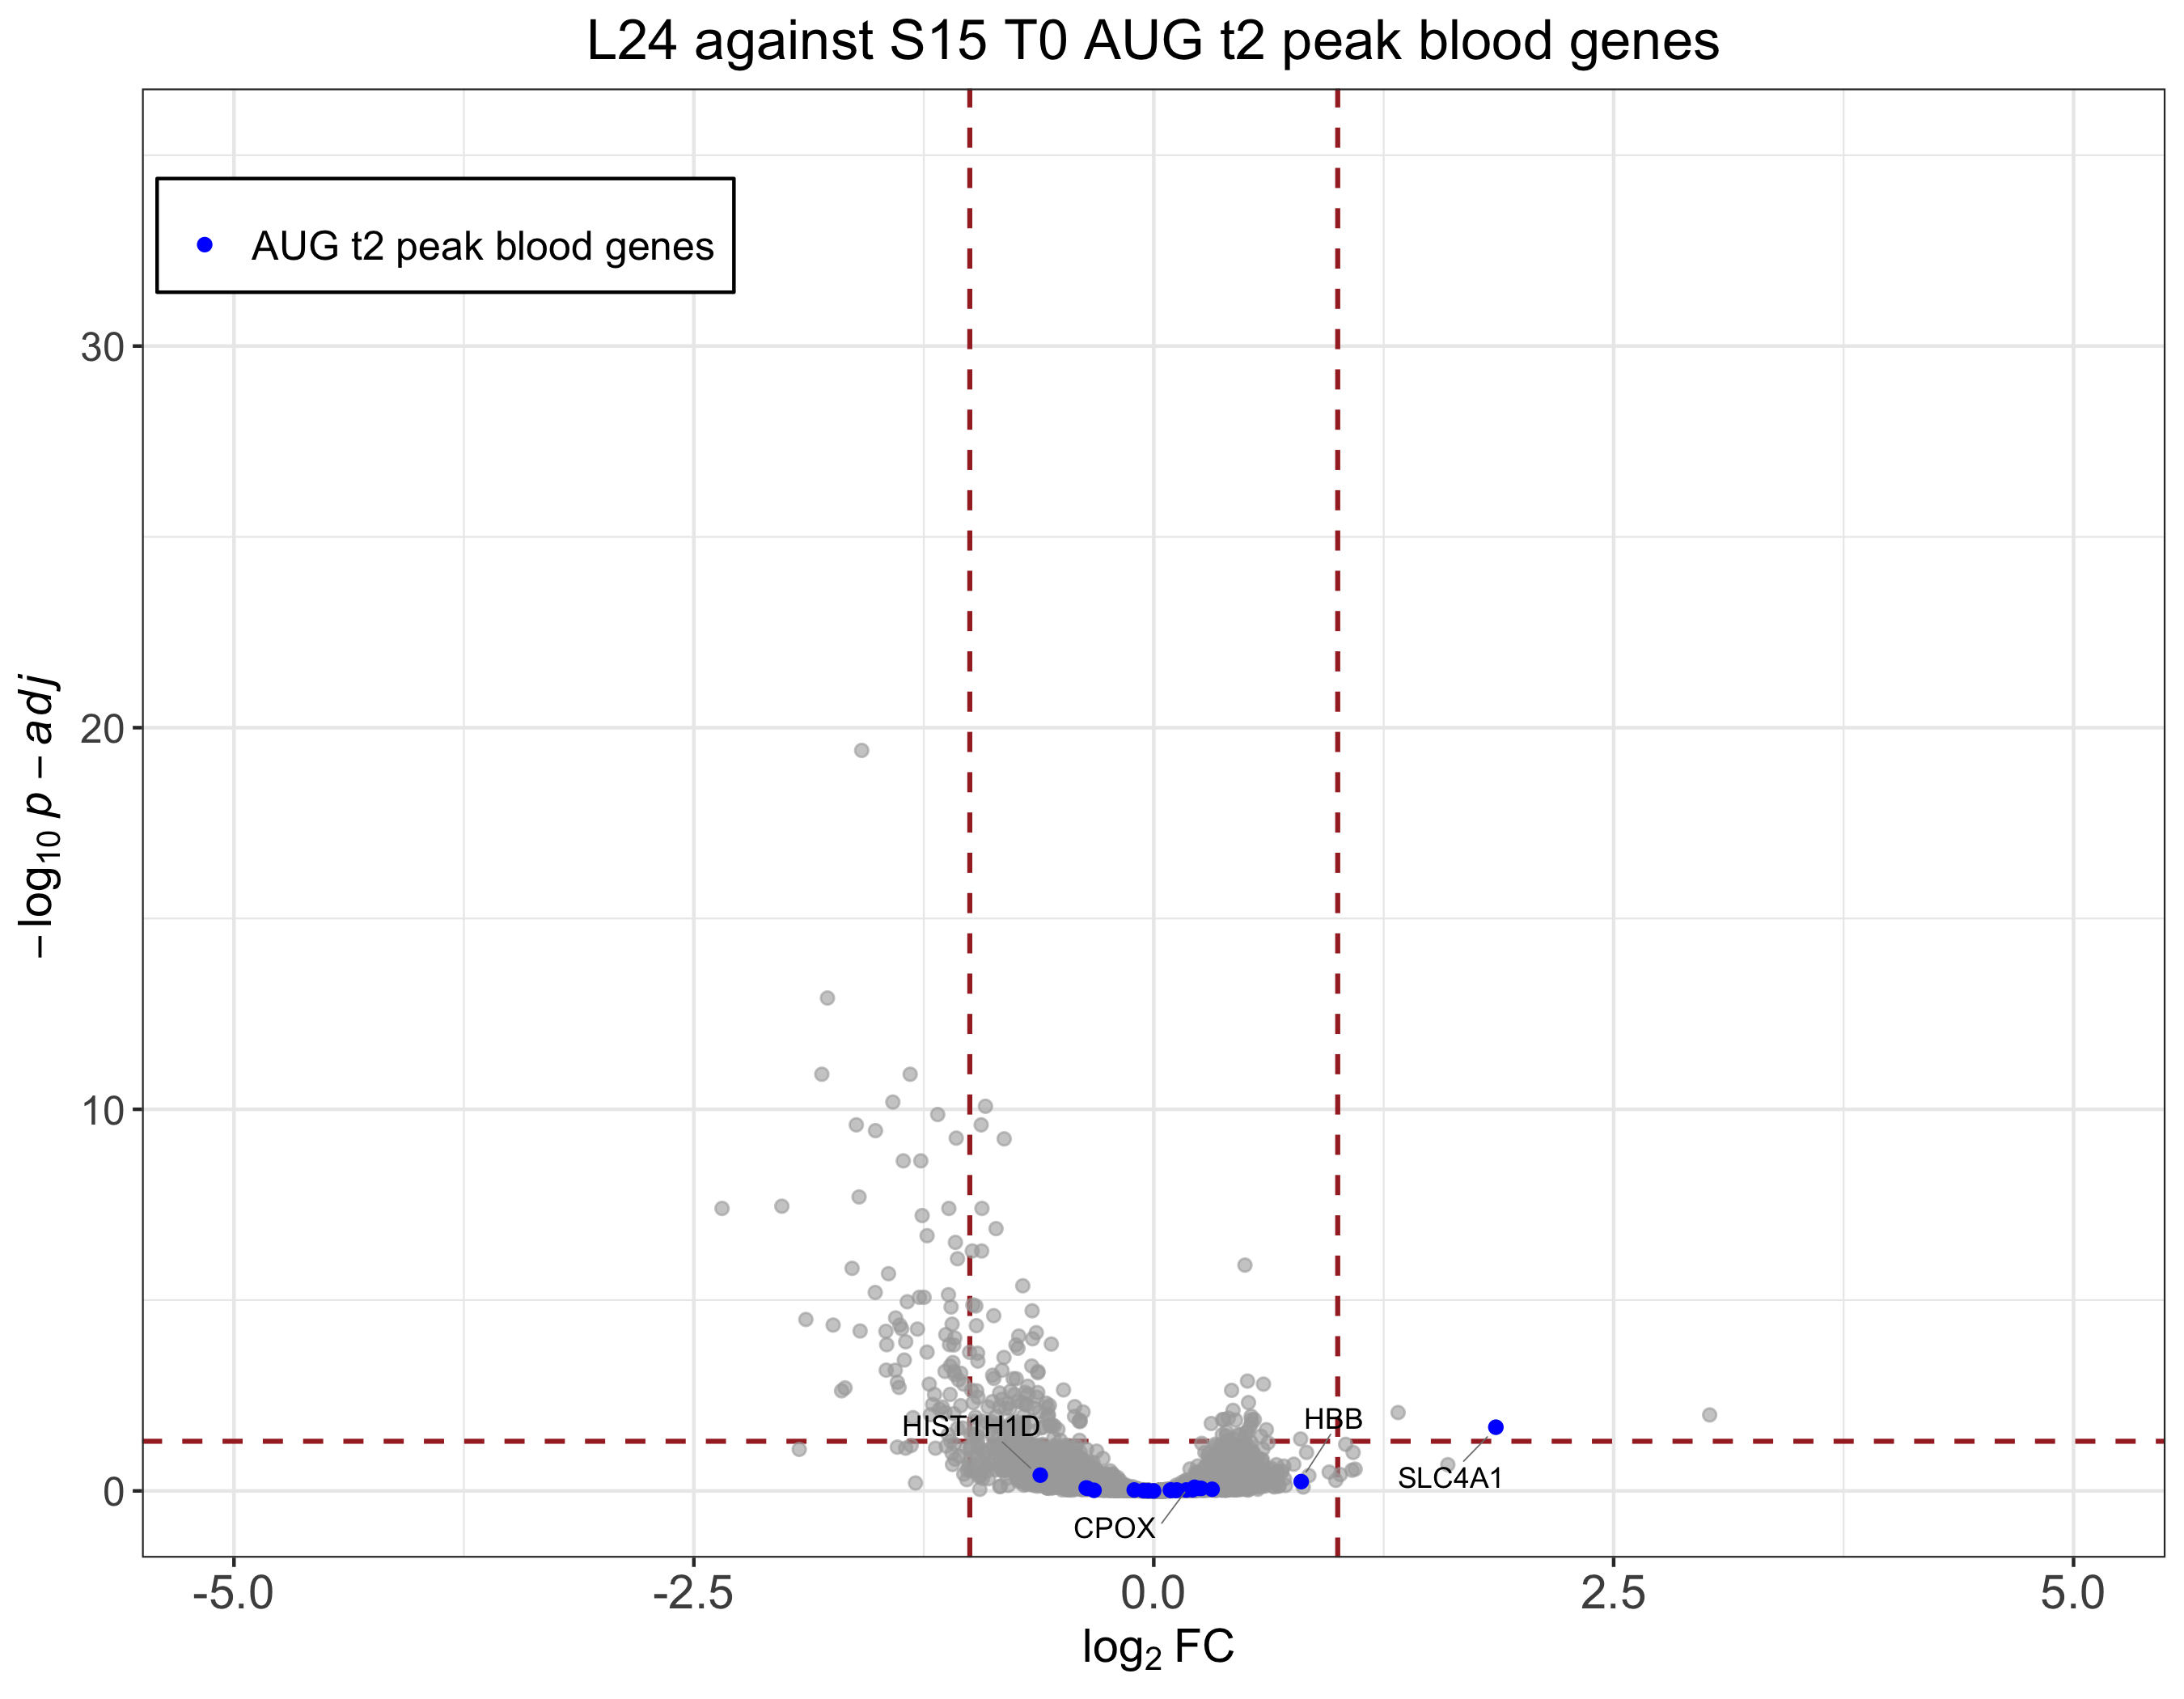 L24 against S15 T0 AUG t2 peak blood genes
AUG t2 peak blood genes
30
20
10
0
−log10 p − adj
HIST1H1D
HBB
SLC4A1
CPOX
-5.0
-2.5
0.0
2.5
5.0
log2 FC